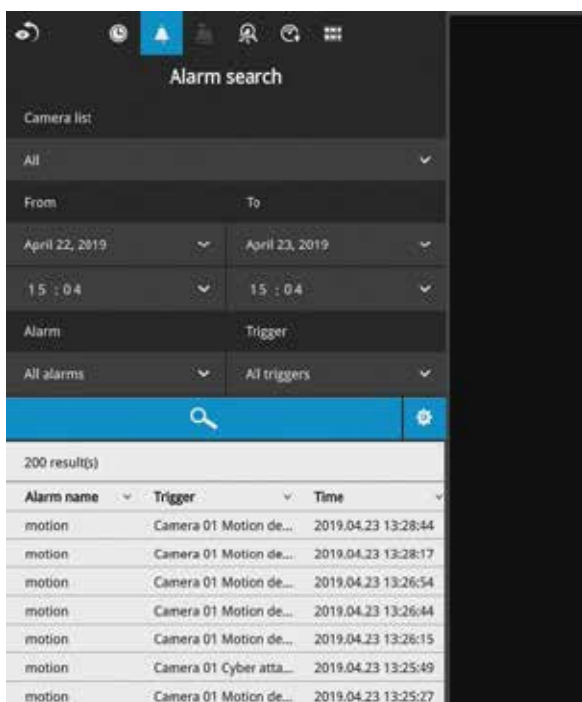 Alarm search
Camera list
All
From To
April 22, 2019 April 23, 2019
15 : 04 15 : 04
Alarm Trigger
All alarms All triggers
200 result(s)
Alarm name Trigger Time
motion Camera 01 Motion de... 2019.04.23 13:28:44
motion Camera 01 Motion de... 2019.04.23 13:28:17
motion Camera 01 Motion de... 2019.04.23 13:26:54
motion Camera 01 Motion de... 2019.04.23 13:26:44
motion Camera 01 Motion de... 2019.04.23 13:26:15
motion Camera 01 Cyber atta... 2019.04.23 13:25:49
motion Camera 01 Motion de... 2019.04.23 13:25:27